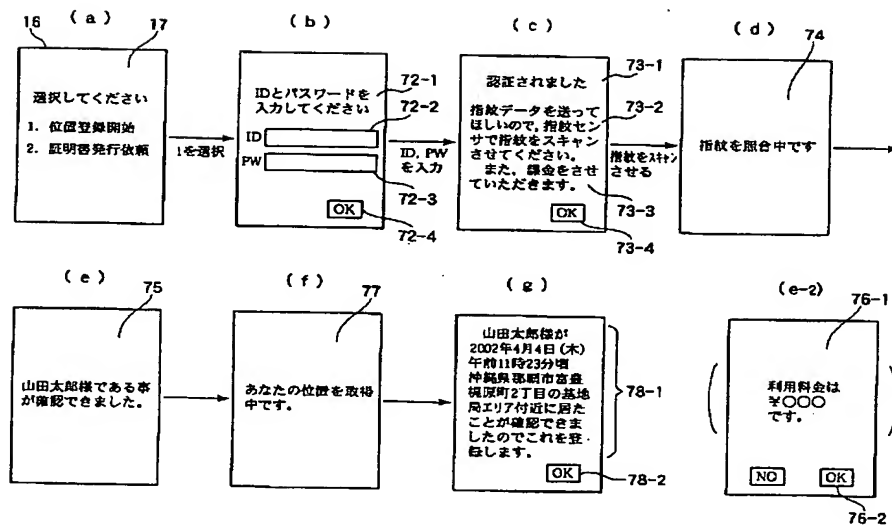 (a)
16
17
選択してください
1. 位置登録開始
2. 証明書発行依頼
1を選択
(b)
72-1
IDとパスワードを
入力してください
72-2
ID
PW
72-3
OK
72-4
ID, PW
を入力
(c)
73-1
認証されました
73-2
指紋データを送って
ほしいので,指紋セン
サで指紋をスキャン
させてください。
また,課金をさせ
ていただきます。
73-3
OK
73-4
指紋をスキャン
させる
(d)
74
指紋を照合中です
(e)
75
山田太郎様である事
が確認できました。
(f)
77
あなたの位置を取得
中です。
(g)
山田太郎様が
2002年4月4日(木)
午前11時23分頃
沖縄県那覇市富豊
梶原町2丁目の基地
局エリア付近に居た
ことが確認できま
したのでこれを登
録します。
78-1
OK
78-2
(e-2)
76-1
利用料金は
¥○○○
です。
NO
OK
76-2